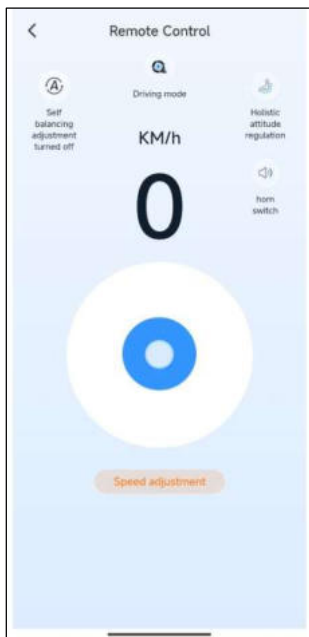 Remote Control
Driving mode
Self
balancing
adjustment
turned off
Holistic
attitude
regulation
KM/h
horn
switch
0
Speed adjustment